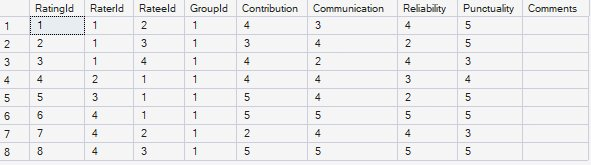 RatingId RaterId RateeId GroupId Contribution Communication Reliability Punctuality Comments
1 1 1 2 1 4 3 4 5
2 2 1 3 1 3 4 2 5
3 3 1 4 1 4 2 4 3
4 4 2 1 1 4 4 3 4
5 5 3 1 1 5 4 2 5
6 6 4 1 1 5 5 5 5
7 7 4 2 1 2 4 4 3
8 8 4 3 1 5 5 5 5